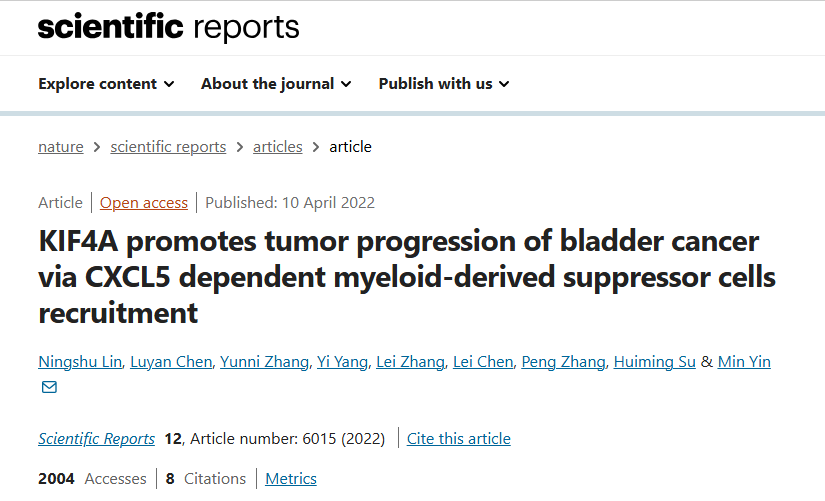 scientific reports
Explore content About the journal Publish with us
nature > scientific reports > articles > article
Article | Open access | Published: 10 April 2022
KIF4A promotes tumor progression of bladder cancer
via CXCL5 dependent myeloid-derived suppressor cells
recruitment
Ningshu Lin, Luyan Chen, Yunni Zhang, Yi Yang, Lei Zhang, Lei Chen, Peng Zhang, Huiming Su & Min Yin
Scientific Reports 12, Article number: 6015 (2022) | Cite this article
2004 Accesses | 8 Citations | Metrics